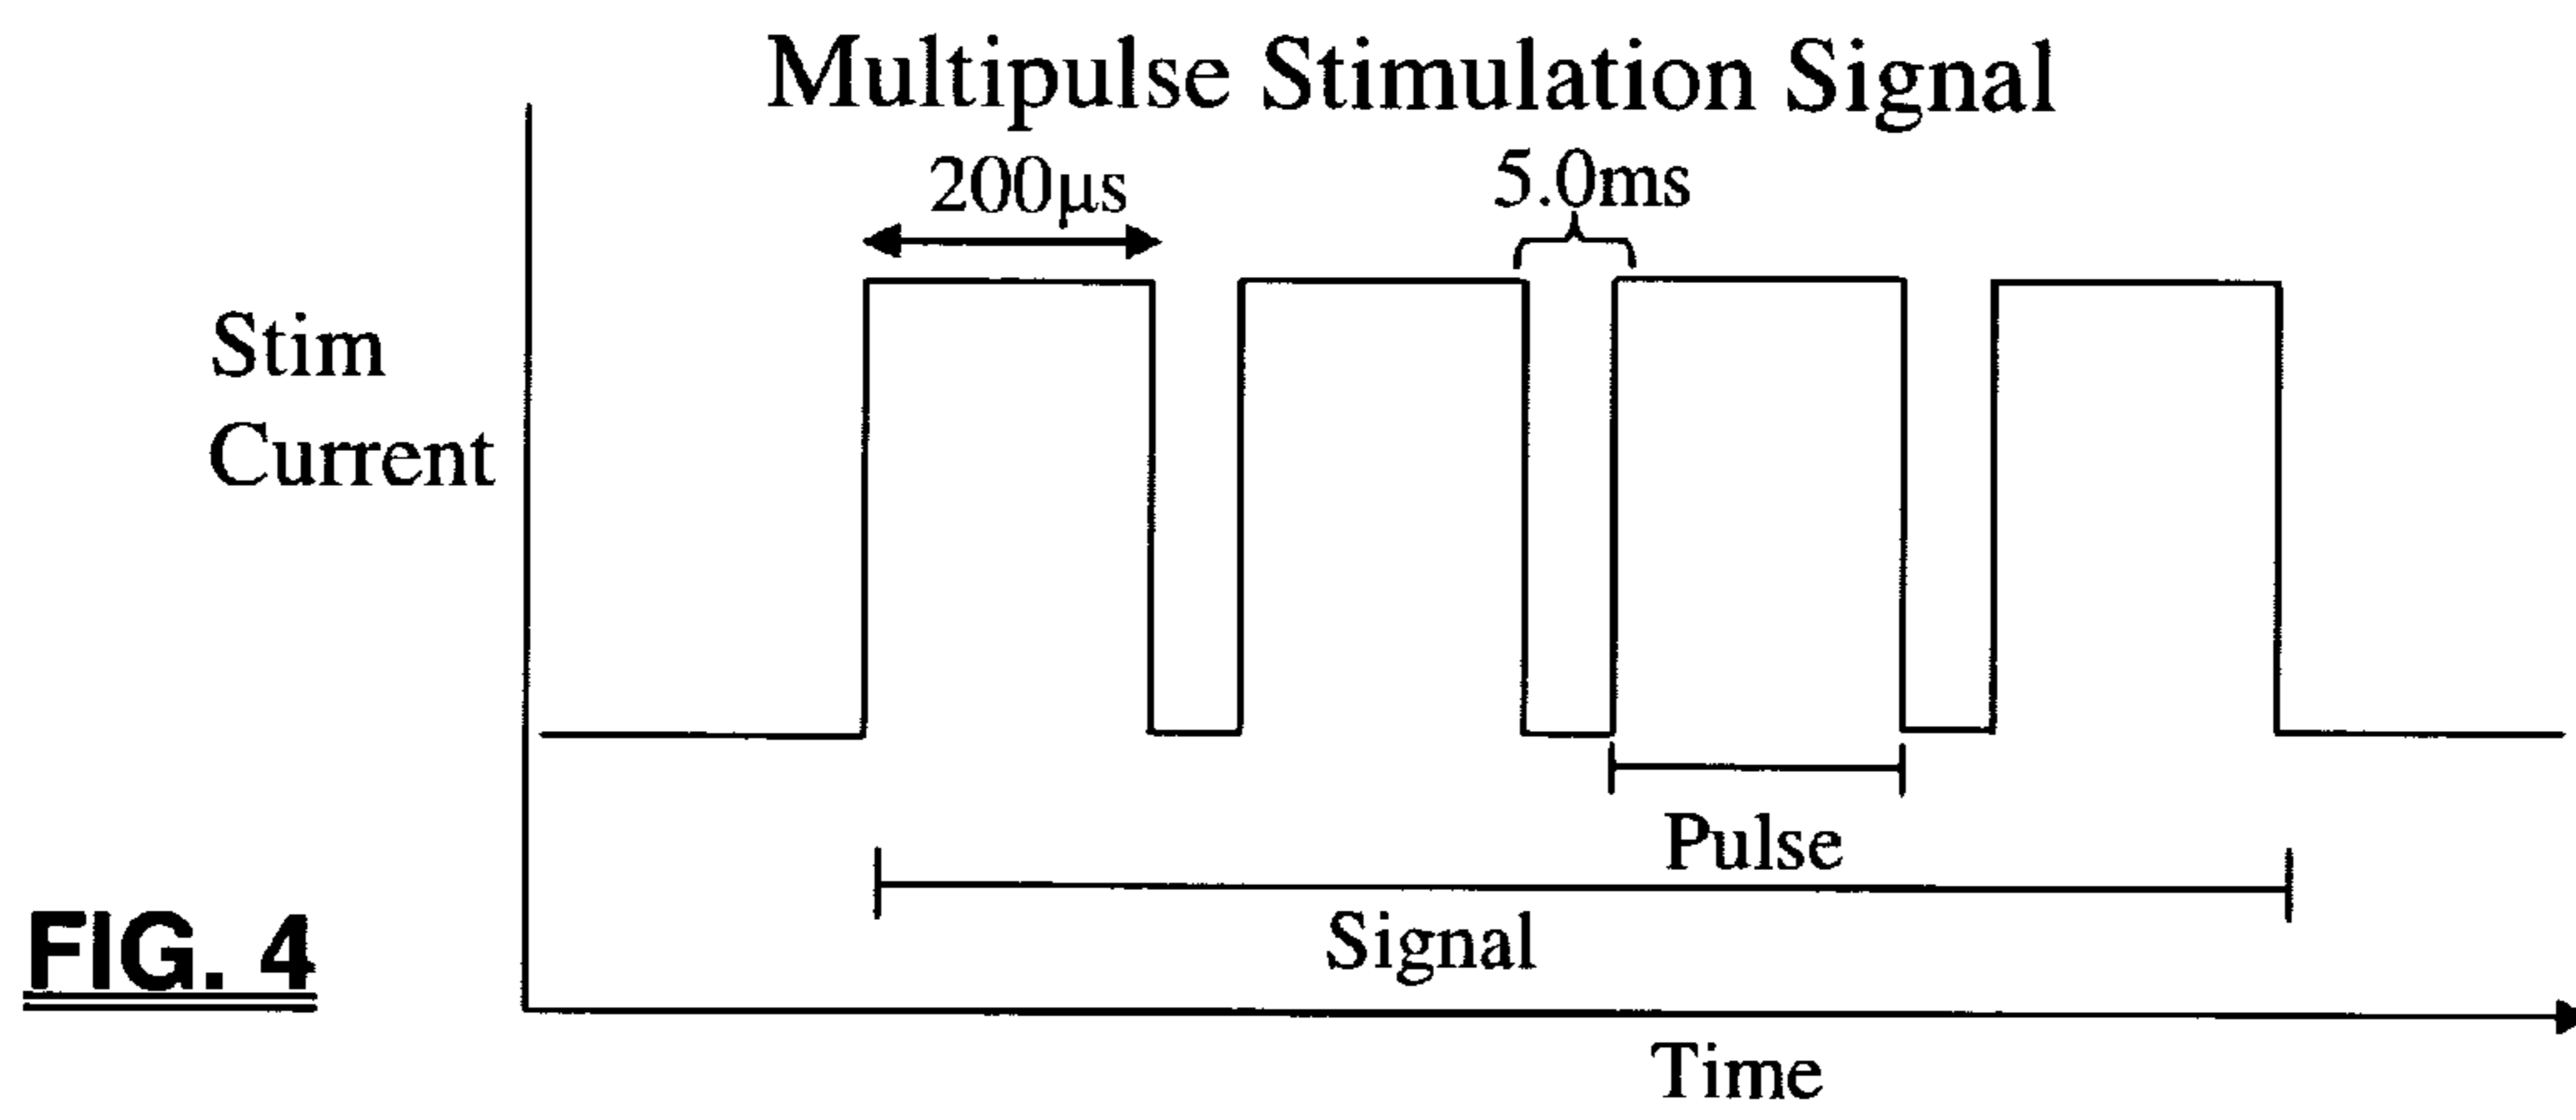 Multipulse Stimulation Signal
200μs
5.0ms
Stim
Current
Pulse
Signal
FIG. 4
Time